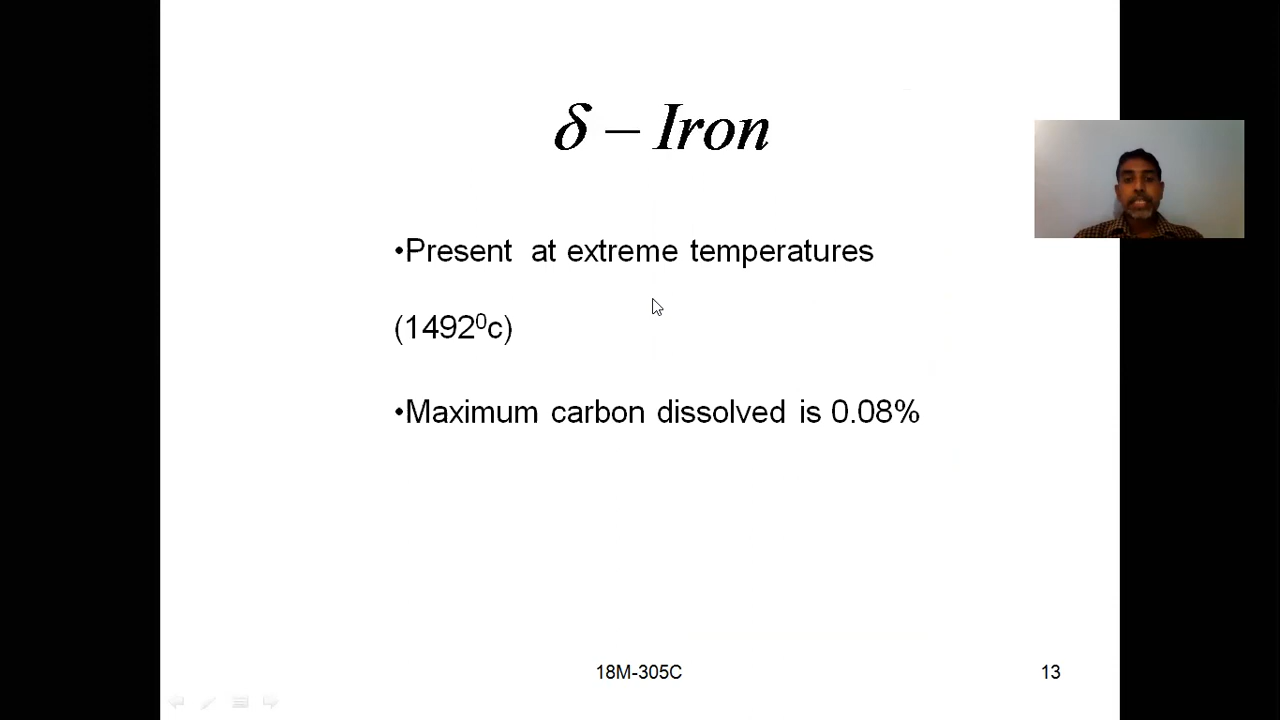 δ – Iron
•Present at extreme temperatures
(1492⁰c)
•Maximum carbon dissolved is 0.08%
18M-305C
13